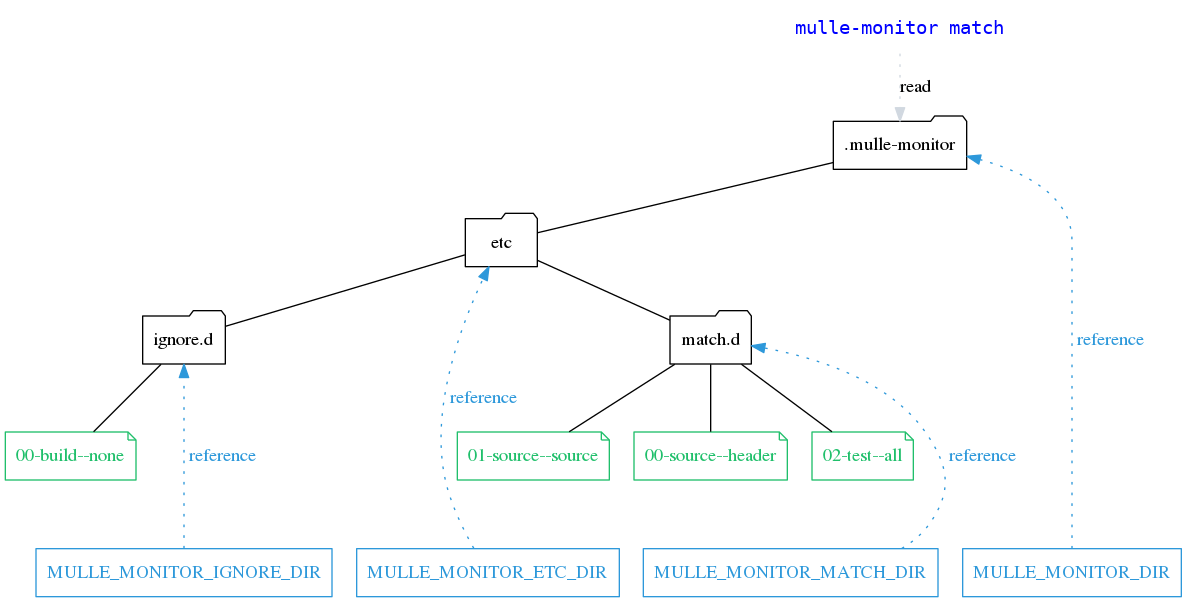 mulle-monitor match
read
.mulle-monitor
etc
ignore.d
match.d
reference
reference
00-build--none
reference
01-source--source
00-source--header
02-test--all
reference
MULLE_MONITOR_IGNORE_DIR
MULLE_MONITOR_ETC_DIR
MULLE_MONITOR_MATCH_DIR
MULLE_MONITOR_DIR